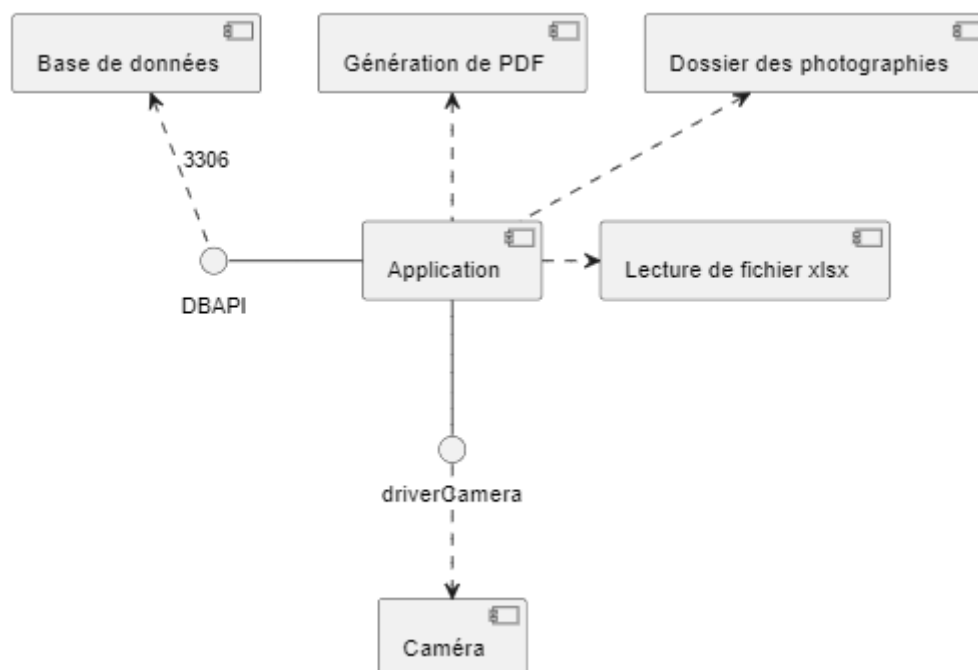 Base de données
Génération de PDF
Dossier des photographies
3306
Application
Lecture de fichier xlsx
DBAPI
driverCamera
Caméra